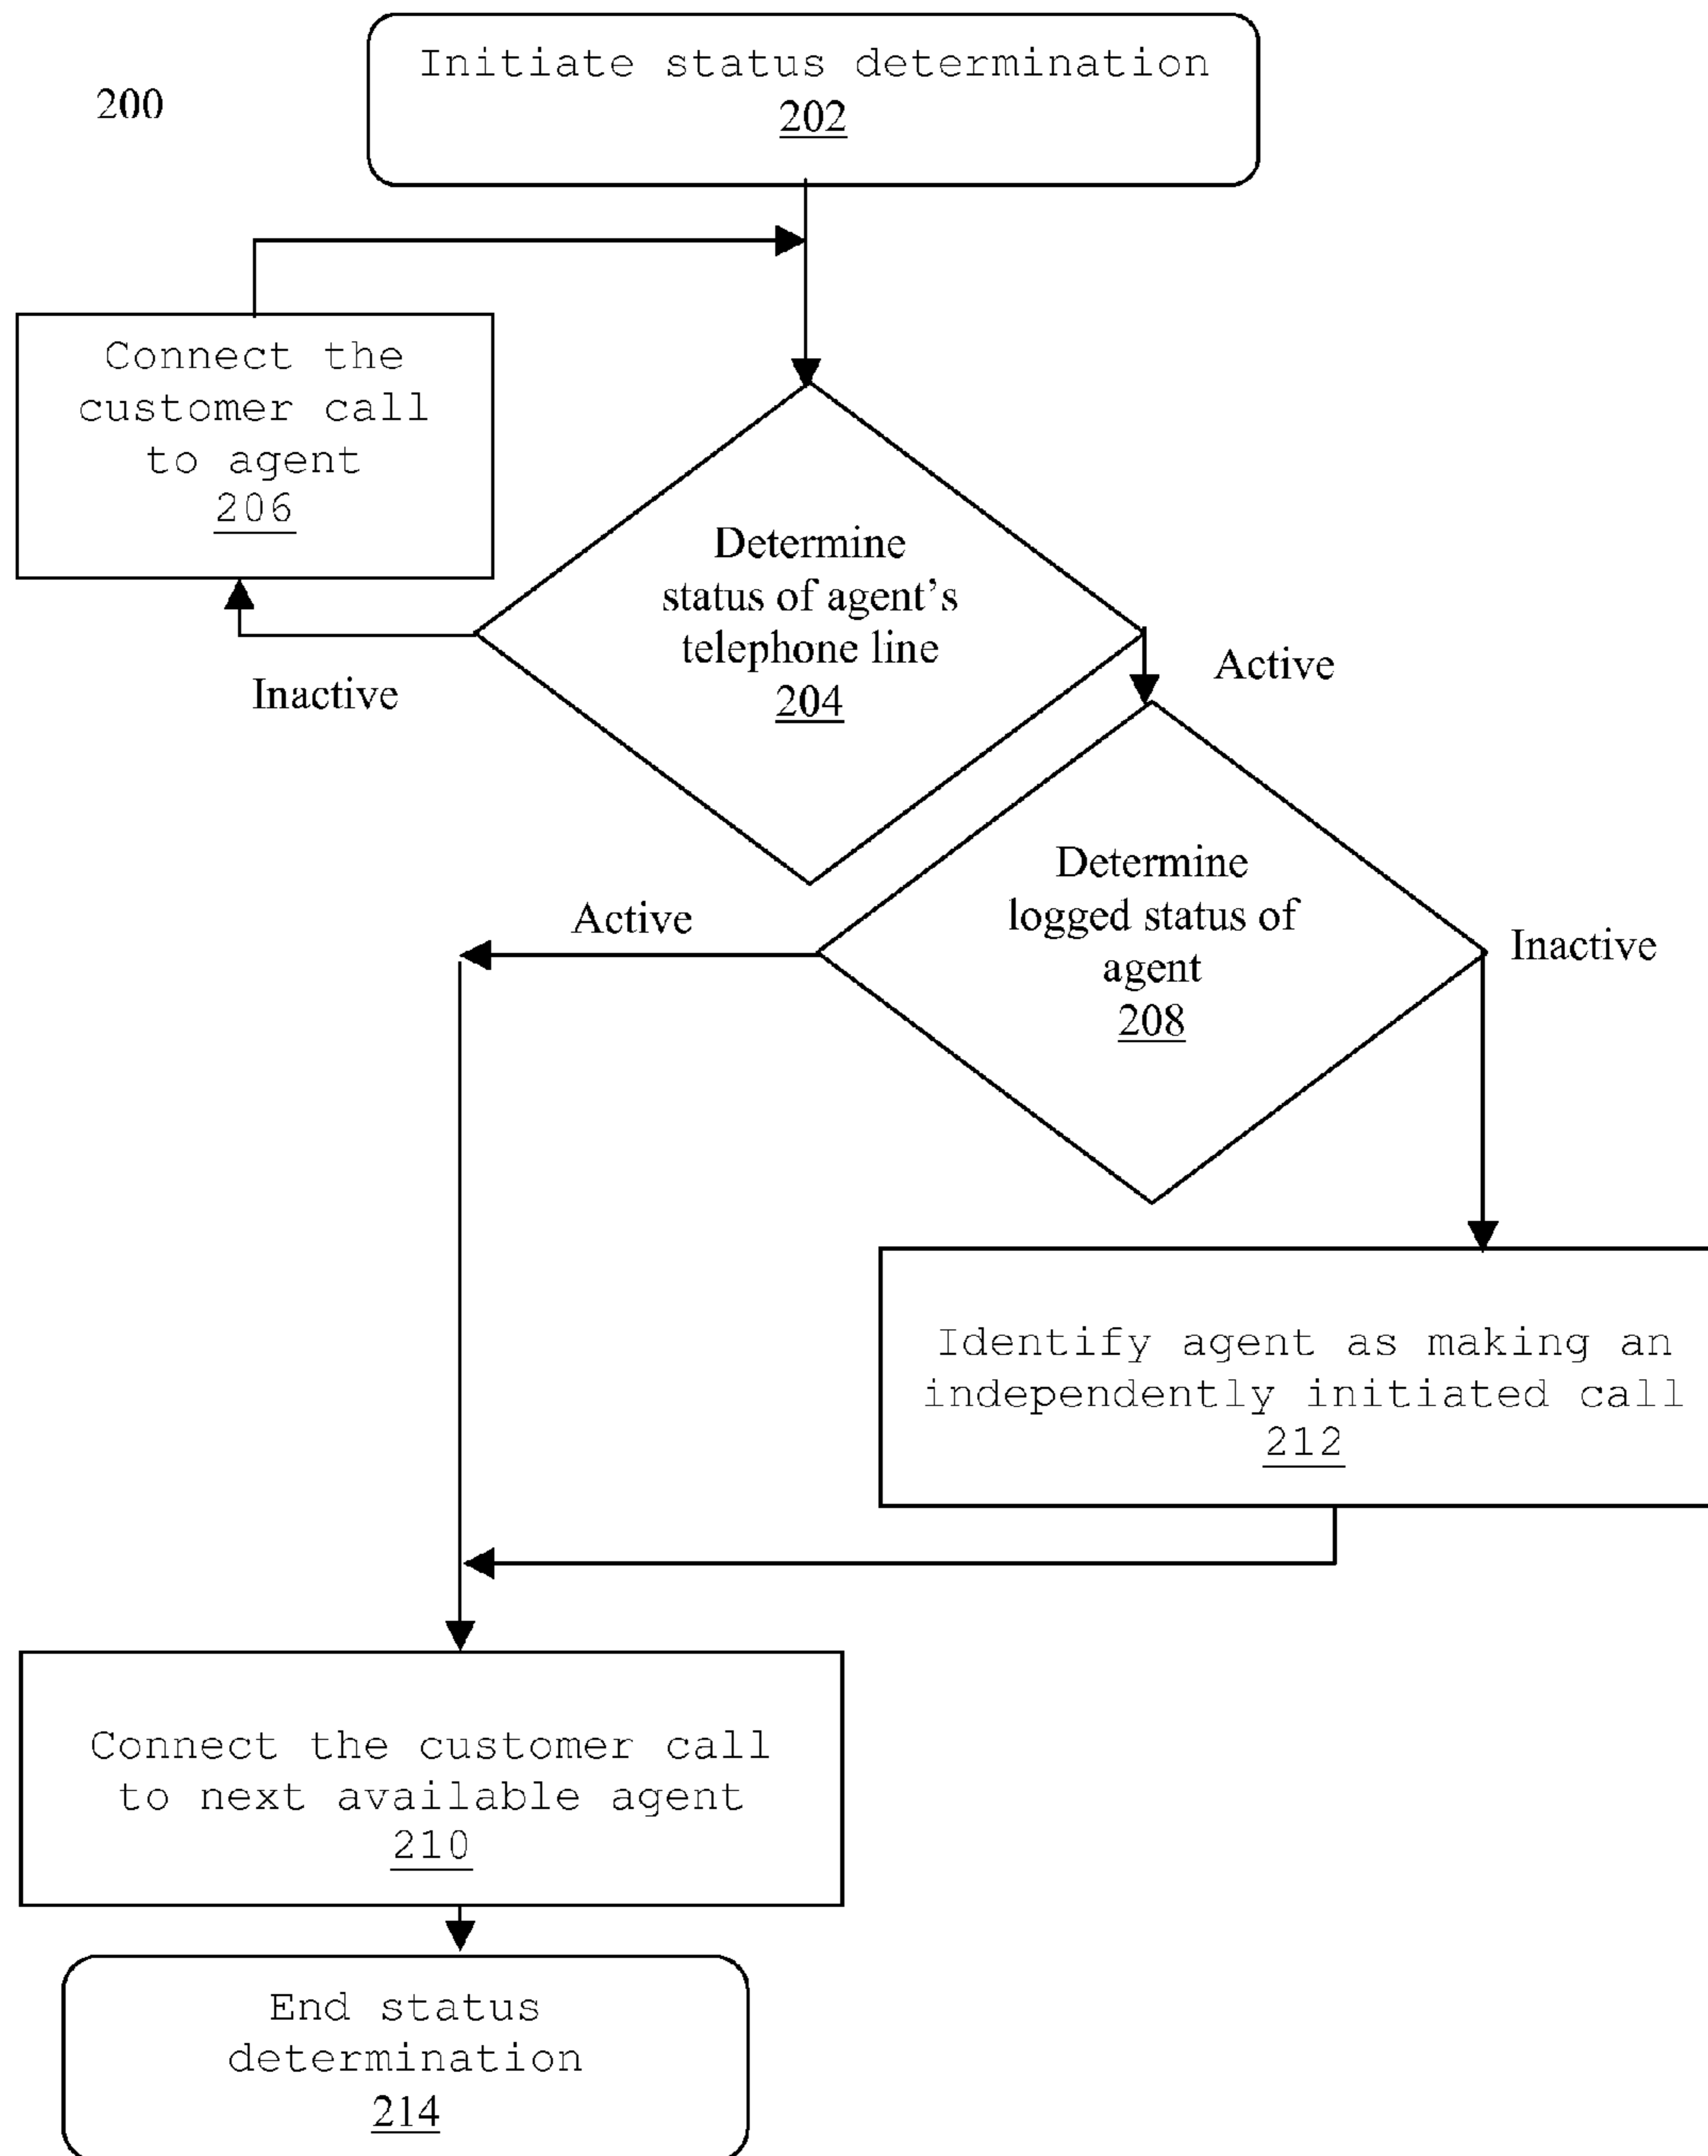 Initiate status determination
202
200
Connect the
customer call
to agent
206
Determine
status of agent’s
telephone line
204
Inactive
Active
Determine
logged status of
agent
208
Active
Inactive
Identify agent as making an
independently initiated call
212
Connect the customer call
to next available agent
210
End status
determination
214